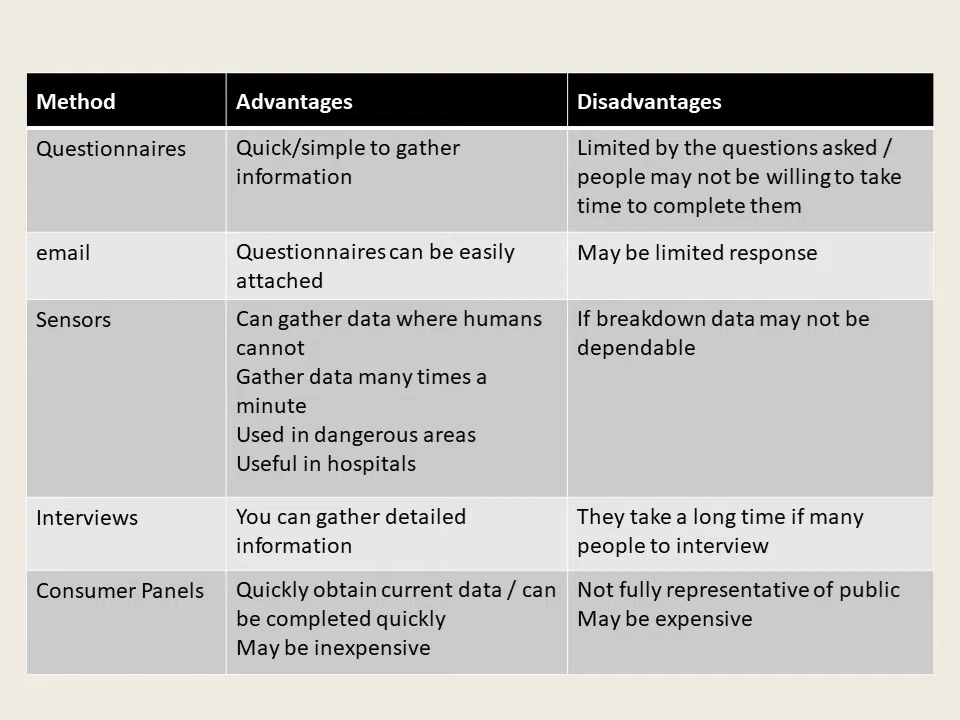 Method Advantages Disadvantages
Questionnaires
Quick/simple to gather
information
Limited by the questions asked /
people may not be willing to take
time to complete them
email
Questionnaires can be easily
attached
May be limited response
Sensors
Can gather data where humans
cannot
Gather data many times a
minute
Used in dangerous areas
Useful in hospitals
If breakdown data may not be
dependable
Interviews
You can gather detailed
information
They take a long time if many
people to interview
Consumer Panels
Quickly obtain current data / can
be completed quickly
May be inexpensive
Not fully representative of public
May be expensive